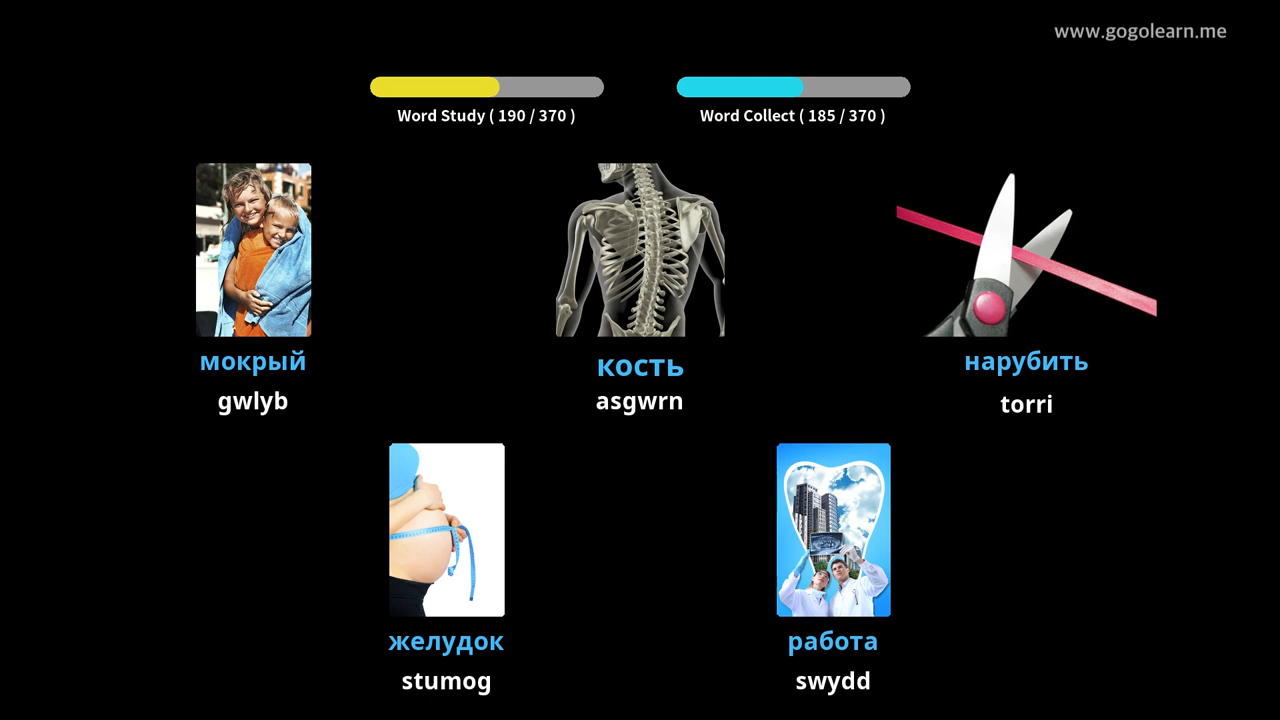 www.gogolearn.me
Word Study ( 190 / 370 )
Word Collect ( 185 / 370 )
мокрый
gwlyb
кость
asgwrn
нарубить
torri
желудок
stumog
работа
swydd